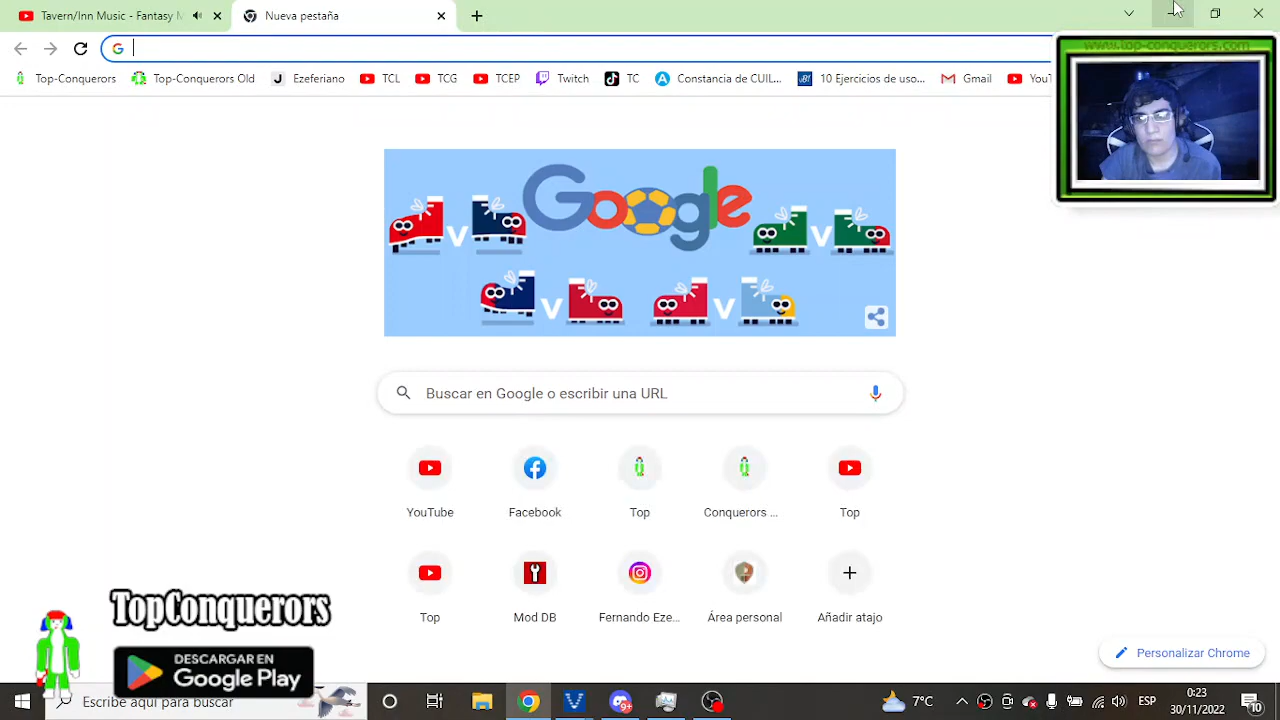 Tavern/Inn Music - Fantasy
Nueva pestaña
Top-Conquerors
Top-Conquerors Old
Ezeferiano
TCL
TCG
TCEP
Twitch
TC
Constancia de CUIL...
10 Ejercicios de uso...
Gmail
www.top-conquerors.com
Google
V V
V V
Buscar en Google o escribir una URL
YouTube
Facebook
Top
Conquerors ...
Top
Top
Mod DB
Fernando Eze...
Área personal
Añadir atajo
TopConquerors
DESCARGAR EN
Google Play
Personalizar Chrome
Escribe aquí para buscar
9+
7°C
ESP
0:23
30/11/2022
10